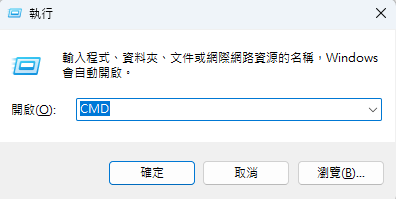 執行
輸入程式、資料夾、文件或網際網路資源的名稱，Windows
會自動開啟。
開啟(O):
CMD
確定
取消
瀏覽(B)...